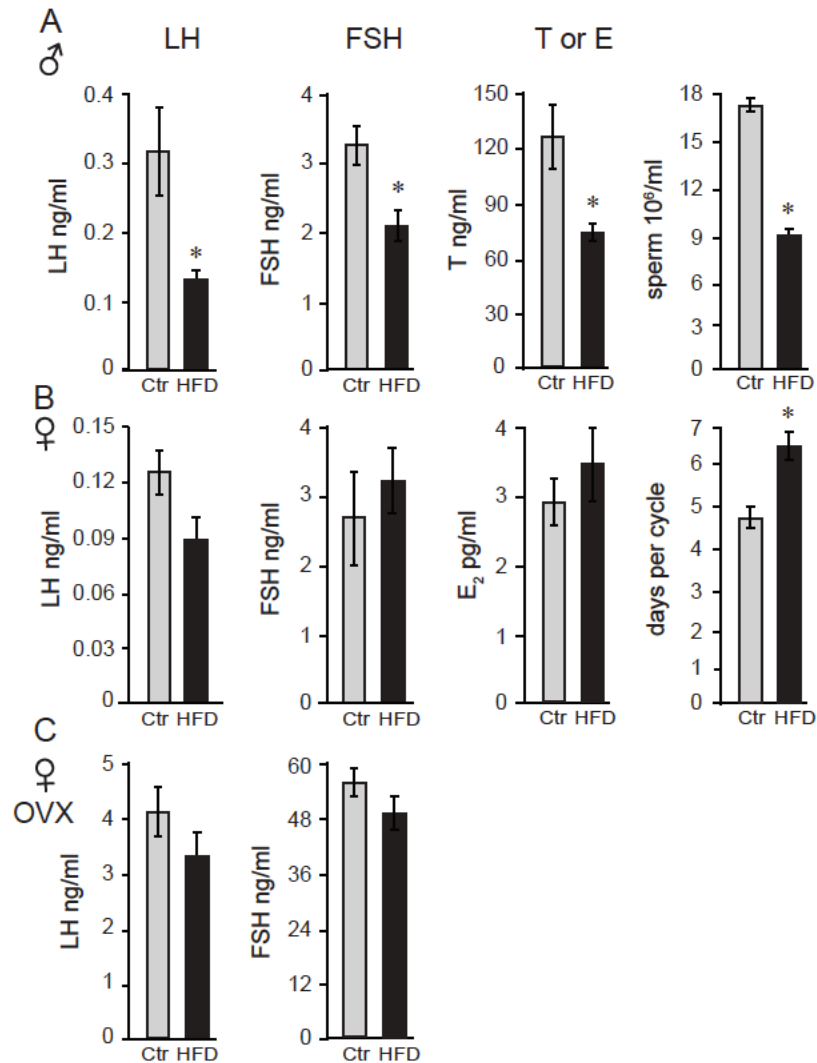 A
♂
LH
FSH
T or E
LH ng/ml
0.4
0.3
0.2
0.1
0
*
Ctr HFD
FSH ng/ml
4
3
2
1
0
*
Ctr HFD
T ng/ml
150
120
90
60
30
0
*
Ctr HFD
sperm 10⁶/ml
18
15
12
9
6
3
0
*
Ctr HFD
B
♀
LH ng/ml
0.15
0.12
0.09
0.06
0.03
0
Ctr HFD
FSH ng/ml
4
3
2
1
0
Ctr HFD
E₂ pg/ml
4
3
2
1
0
Ctr HFD
days per cycle
7
6
5
4
3
2
1
0
*
Ctr HFD
C
♀
OVX
LH ng/ml
5
4
3
2
1
0
Ctr HFD
FSH ng/ml
60
48
36
24
12
0
Ctr HFD